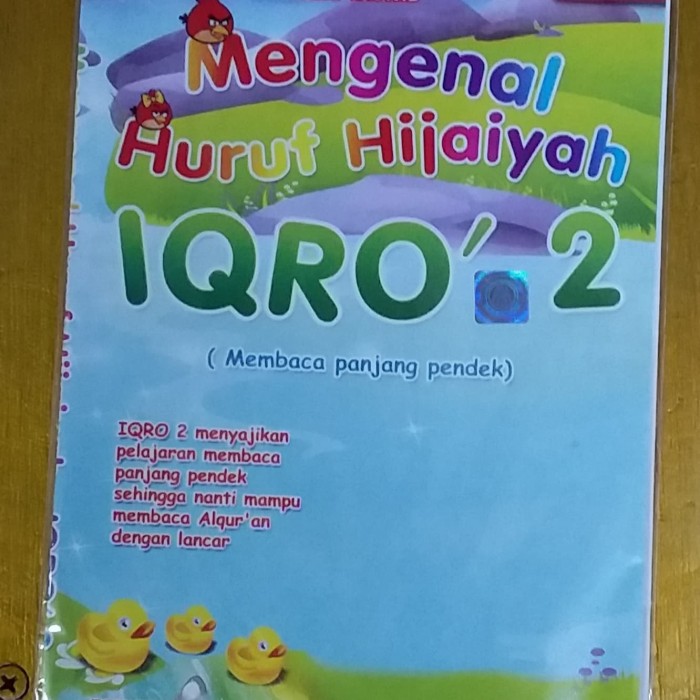 Mengenal
Huruf Hijaiyah
IQRO' 2
( Membaca panjang pendek)
IQRO 2 menyajikan
pelajaran membaca
panjang pendek
sehingga nanti mampu
membaca Alqur'an
dengan lancar